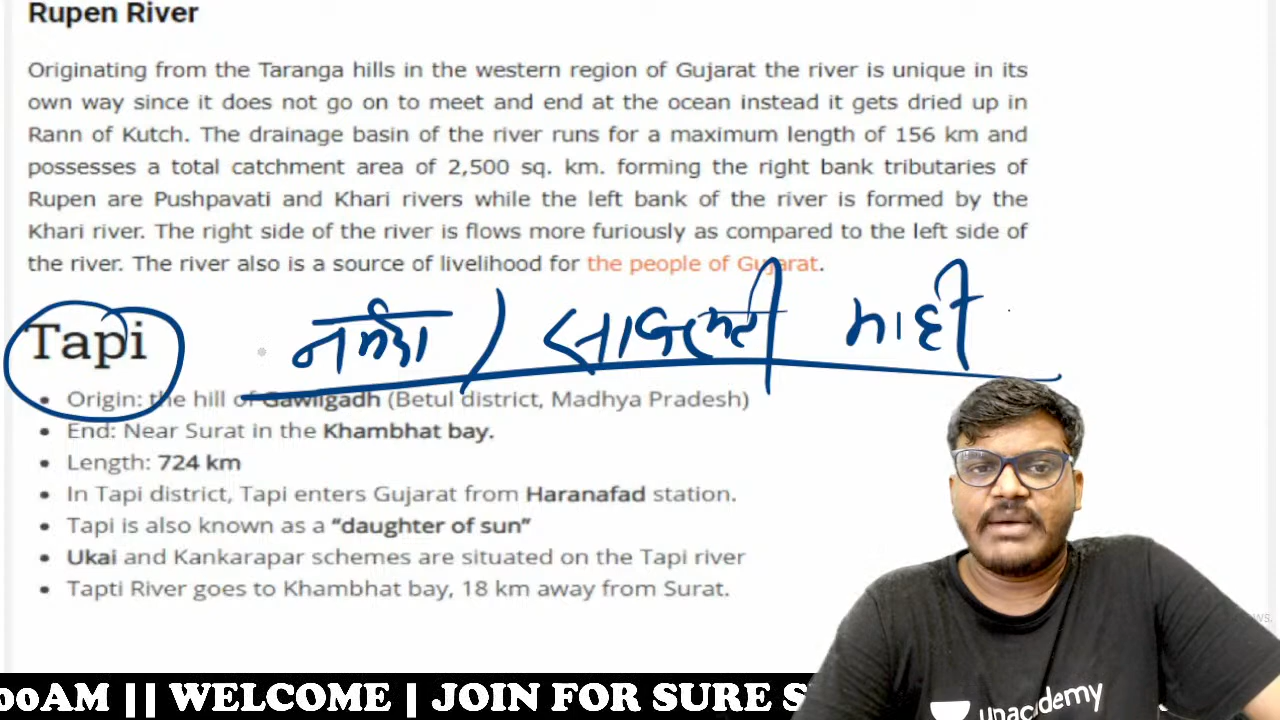 Rupen River
Originating from the Taranga hills in the western region of Gujarat the river is unique in its
own way since it does not go on to meet and end at the ocean instead it gets dried up in
Rann of Kutch. The drainage basin of the river runs for a maximum length of 156 km and
possesses a total catchment area of 2,500 sq. km. forming the right bank tributaries of
Rupen are Pushpavati and Khari rivers while the left bank of the river is formed by the
Khari river. The right side of the river is flows more furiously as compared to the left side of
the river. The river also is a source of livelihood for the people of Gujarat.
Tapi नर्मदा / साबरमती माही
• Origin: the hill of Gawilgadh (Betul district, Madhya Pradesh)
• End: Near Surat in the Khambhat bay.
• Length: 724 km
• In Tapi district, Tapi enters Gujarat from Haranafad station.
• Tapi is also known as a “daughter of sun”
• Ukai and Kankarapar schemes are situated on the Tapi river
• Tapti River goes to Khambhat bay, 18 km away from Surat.
00AM || WELCOME | JOIN FOR SURE S
unacademy